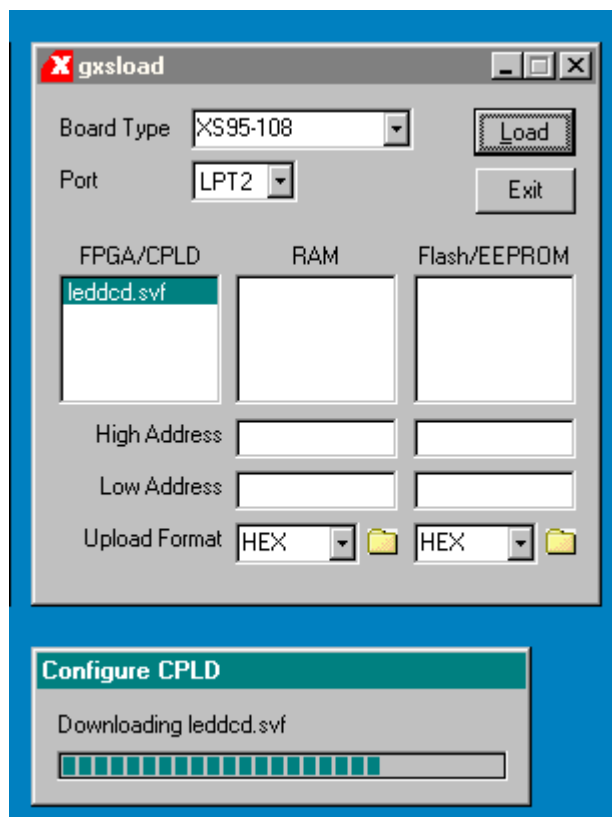 X gxsload
Board Type XS95-108 Load
Port LPT2 Exit
FPGA/CPLD RAM Flash/EEPROM
leddcd.svf
High Address
Low Address
Upload Format HEX HEX
Configure CPLD
Downloading leddcd.svf